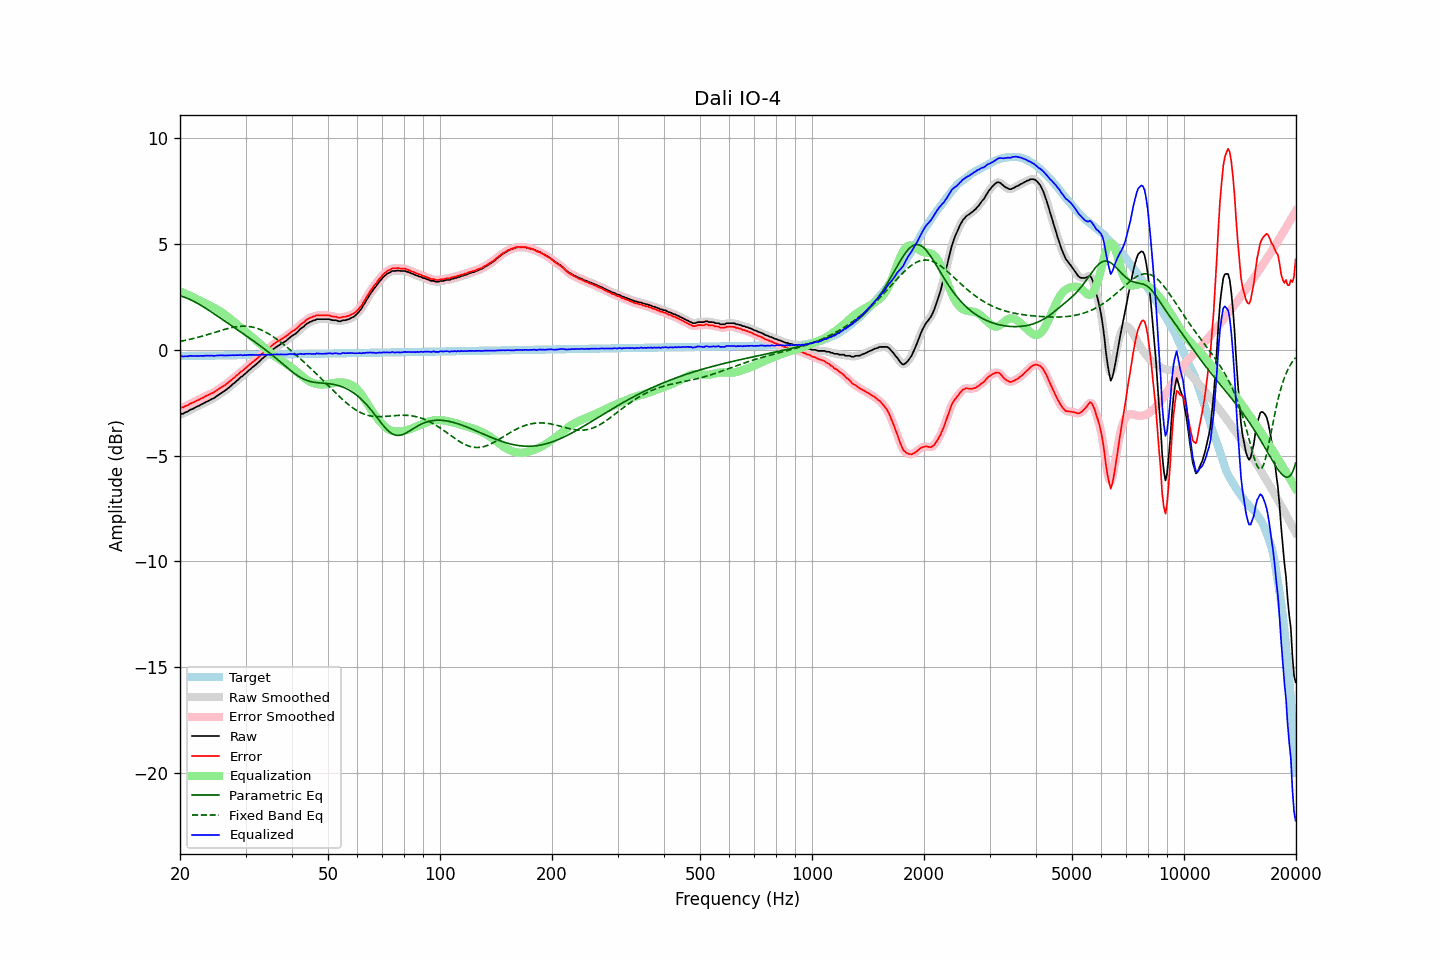 Dali IO-4
10
5
0
−5
−10
−15
−20
Amplitude (dBr)
Target
Raw Smoothed
Error Smoothed
Raw
Error
Equalization
Parametric Eq
Fixed Band Eq
Equalized
20 50 100 200 500 1000 2000 5000 10000 20000
Frequency (Hz)